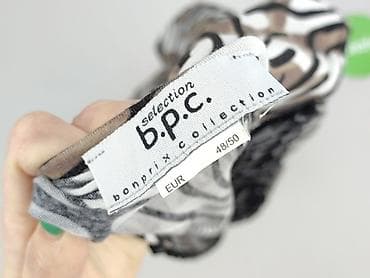 selection
b.p.c.
bonprix collection
EUR 48/50